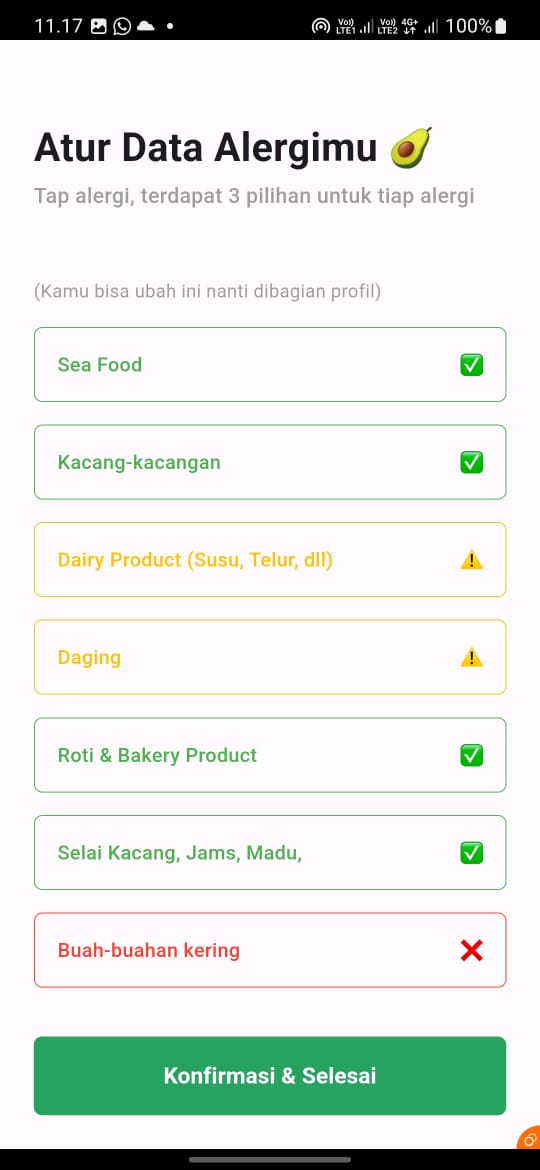 11.17
Vo)) LTE1 Vo)) LTE2 4G+ 100%
Atur Data Alergimu
Tap alergi, terdapat 3 pilihan untuk tiap alergi
(Kamu bisa ubah ini nanti dibagian profil)
Sea Food
Kacang-kacangan
Dairy Product (Susu, Telur, dll)
Daging
Roti & Bakery Product
Selai Kacang, Jams, Madu,
Buah-buahan kering
Konfirmasi & Selesai